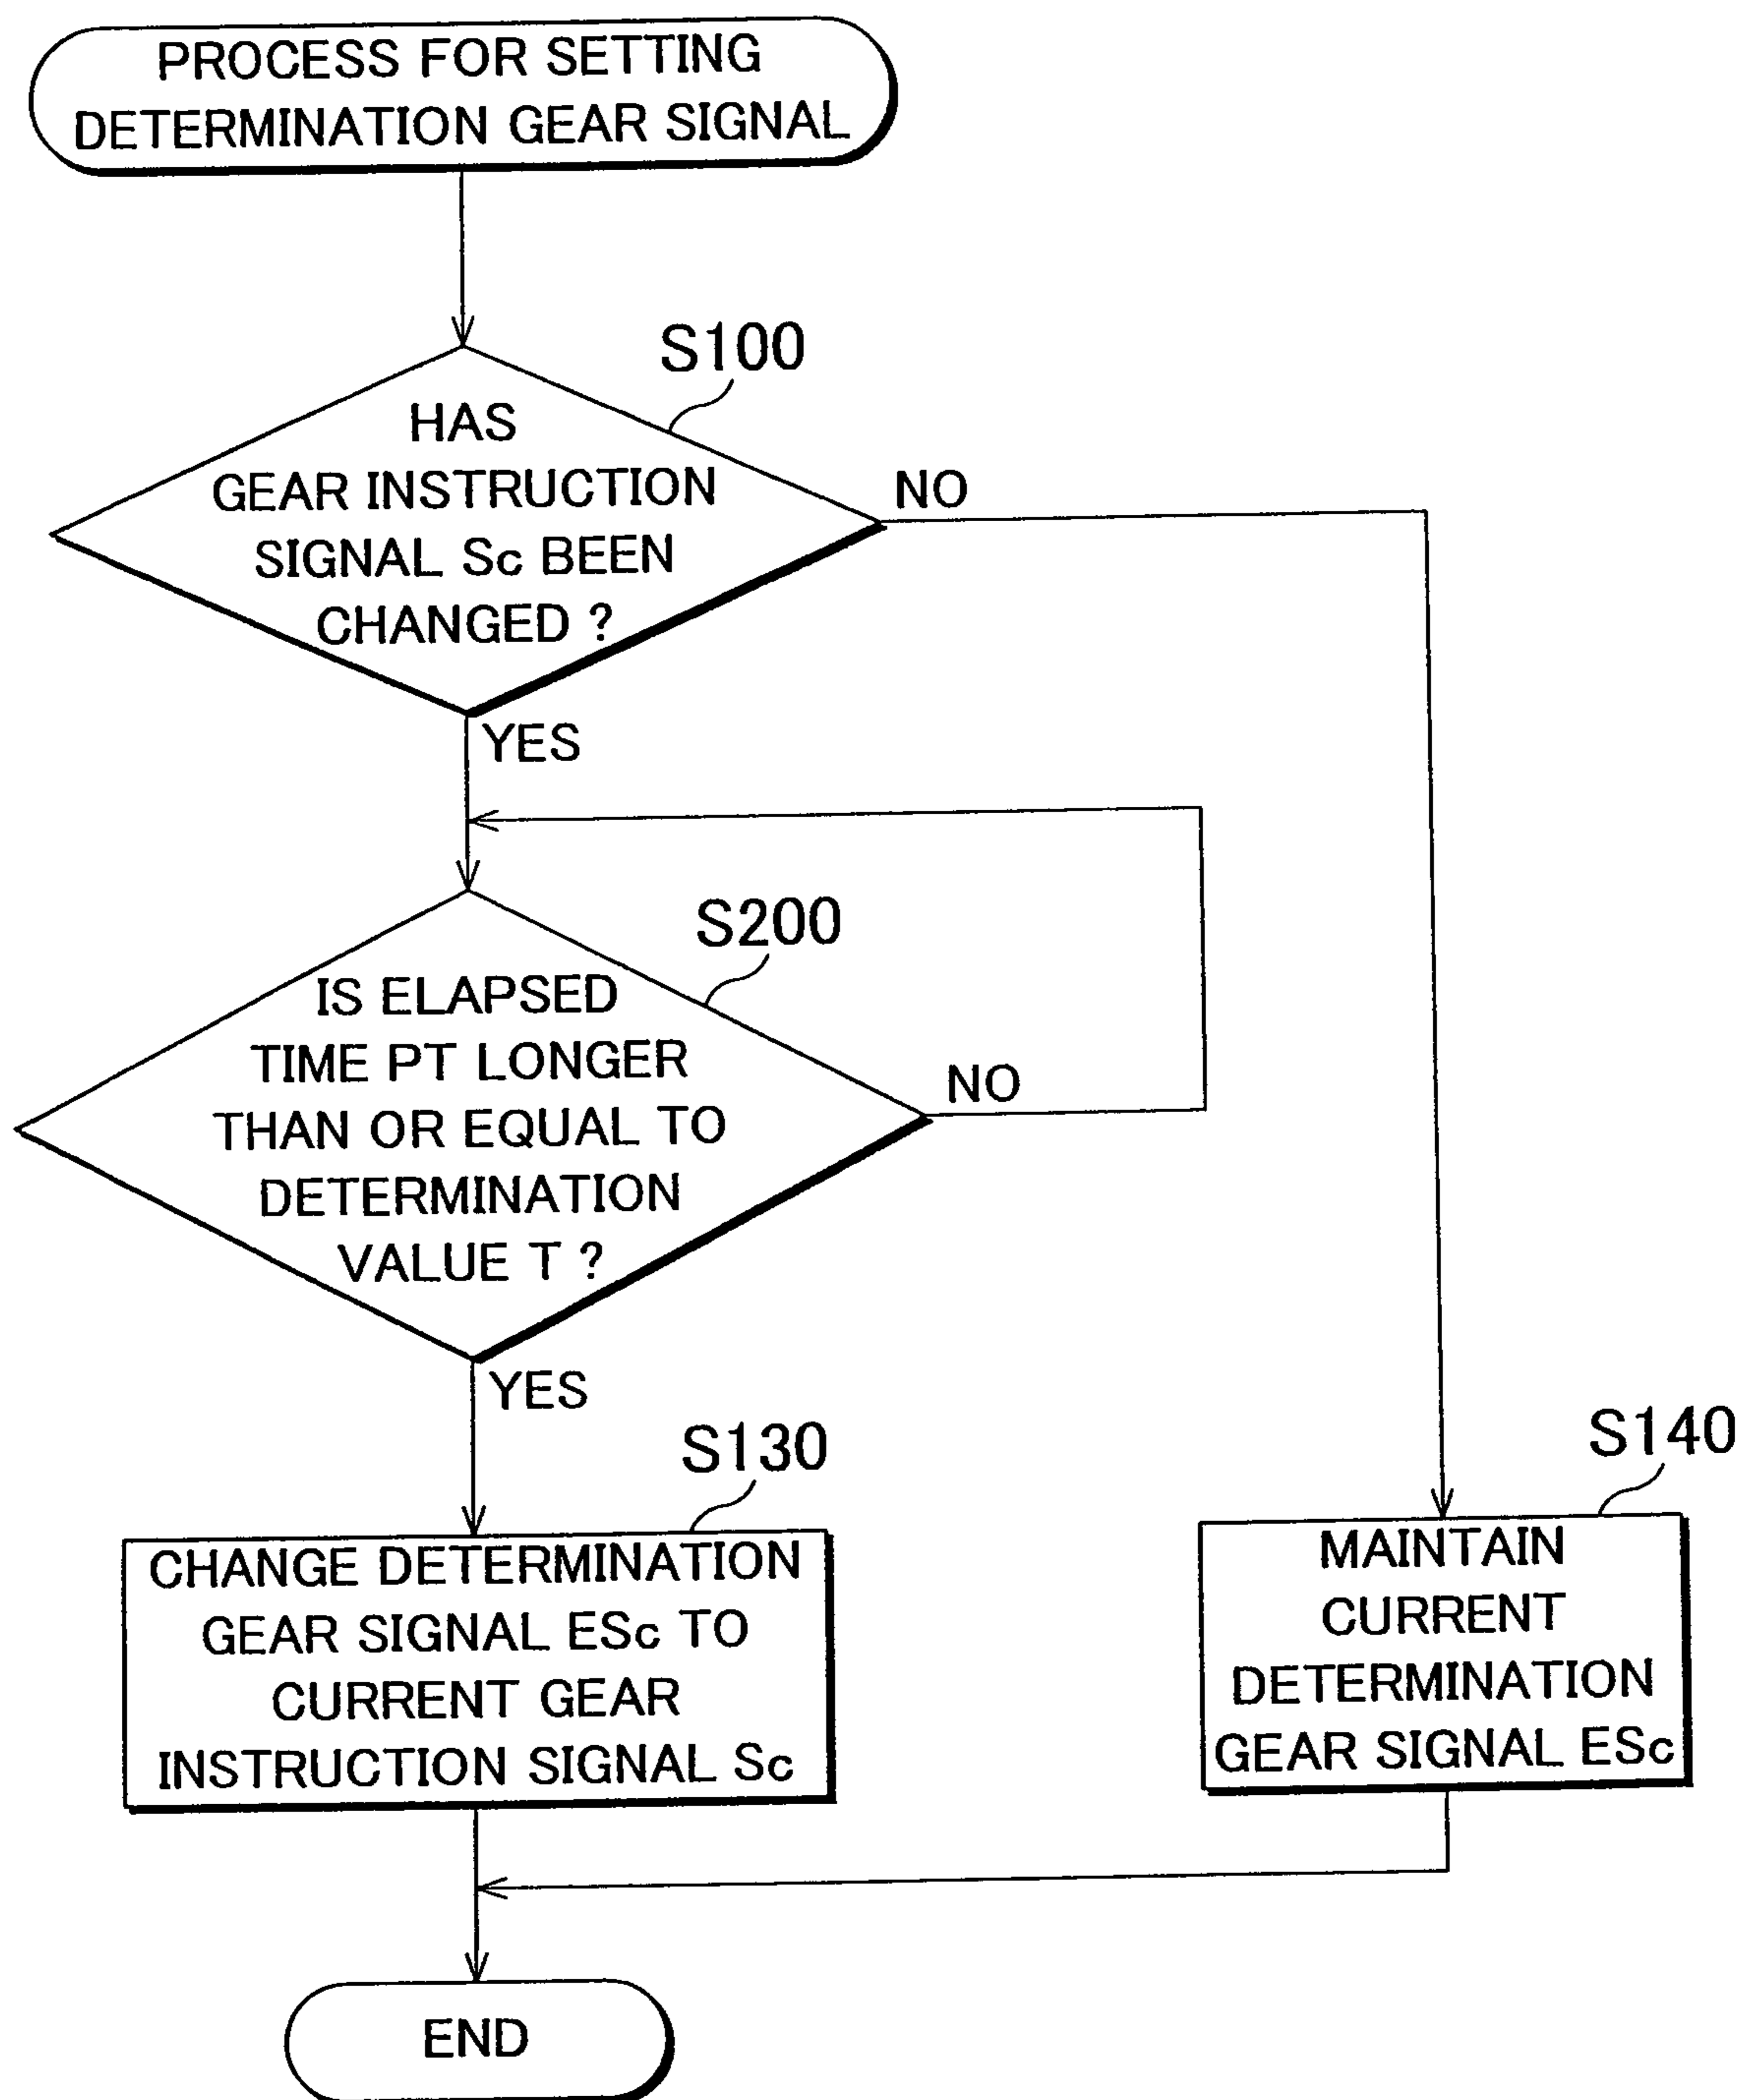 PROCESS FOR SETTING
DETERMINATION GEAR SIGNAL
S100
HAS
GEAR INSTRUCTION
SIGNAL Sc BEEN
CHANGED ?
NO
YES
S200
IS ELAPSED
TIME PT LONGER
THAN OR EQUAL TO
DETERMINATION
VALUE T ?
NO
YES
S130
CHANGE DETERMINATION
GEAR SIGNAL ESc TO
CURRENT GEAR
INSTRUCTION SIGNAL Sc
S140
MAINTAIN
CURRENT
DETERMINATION
GEAR SIGNAL ESc
END